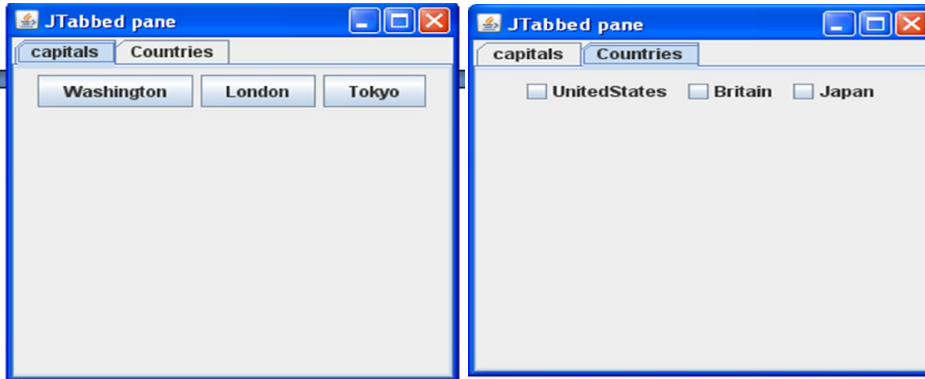 JTabbed pane
capitals Countries
Washington London Tokyo
JTabbed pane
capitals Countries
UnitedStates Britain Japan